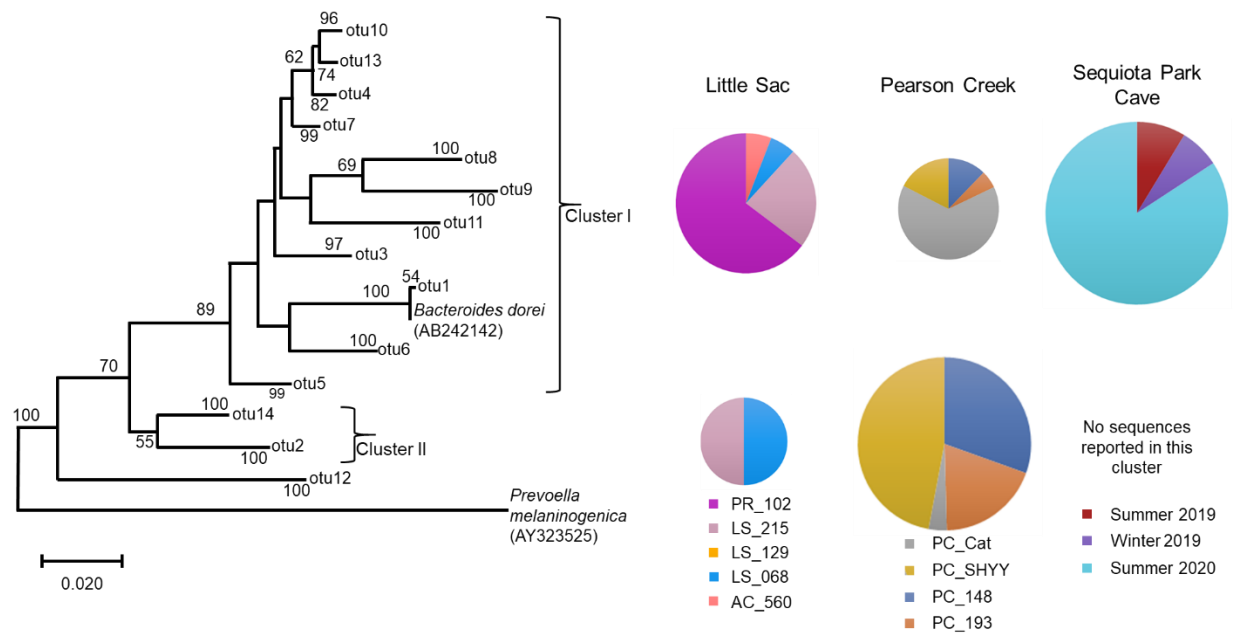 96
otu10
62
otu13
74
otu4
82
otu7
99
100
otu8
69
otu9
100
otu11
100
Cluster I
97
otu3
54
otu1
100
Bacteroides dorei
(AB242142)
89
100
otu6
70
99
otu5
100
otu14
100
55
otu2
100
Cluster II
otu12
100
Prevoella
melaninogenica
(AY323525)
0.020
Little Sac
Pearson Creek
Sequiota Park
Cave
No sequences
reported in this
cluster
PR_102
LS_215
LS_129
LS_068
AC_560
PC_Cat
PC_SHYY
PC_148
PC_193
Summer 2019
Winter 2019
Summer 2020